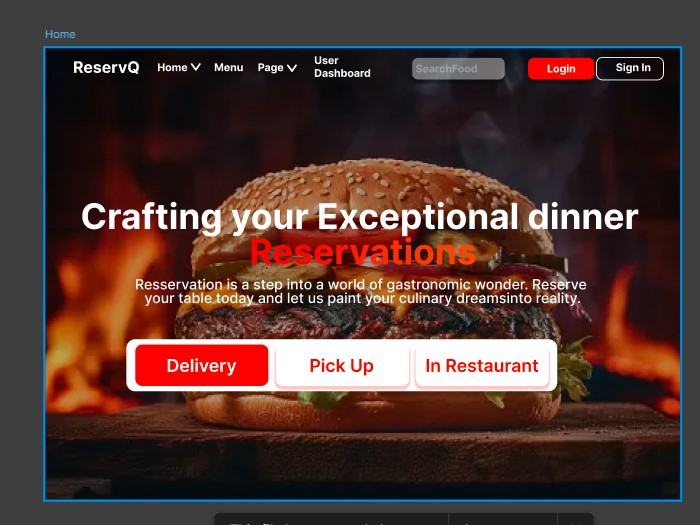 Home
ReservQ
Home
Menu
Page
User
Dashboard
SearchFood
Login
Sign In
Crafting your Exceptional dinner
Reservations
Resservation is a step into a world of gastronomic wonder. Reserve
your table today and let us paint your culinary dreamsinto reality.
Delivery
Pick Up
In Restaurant